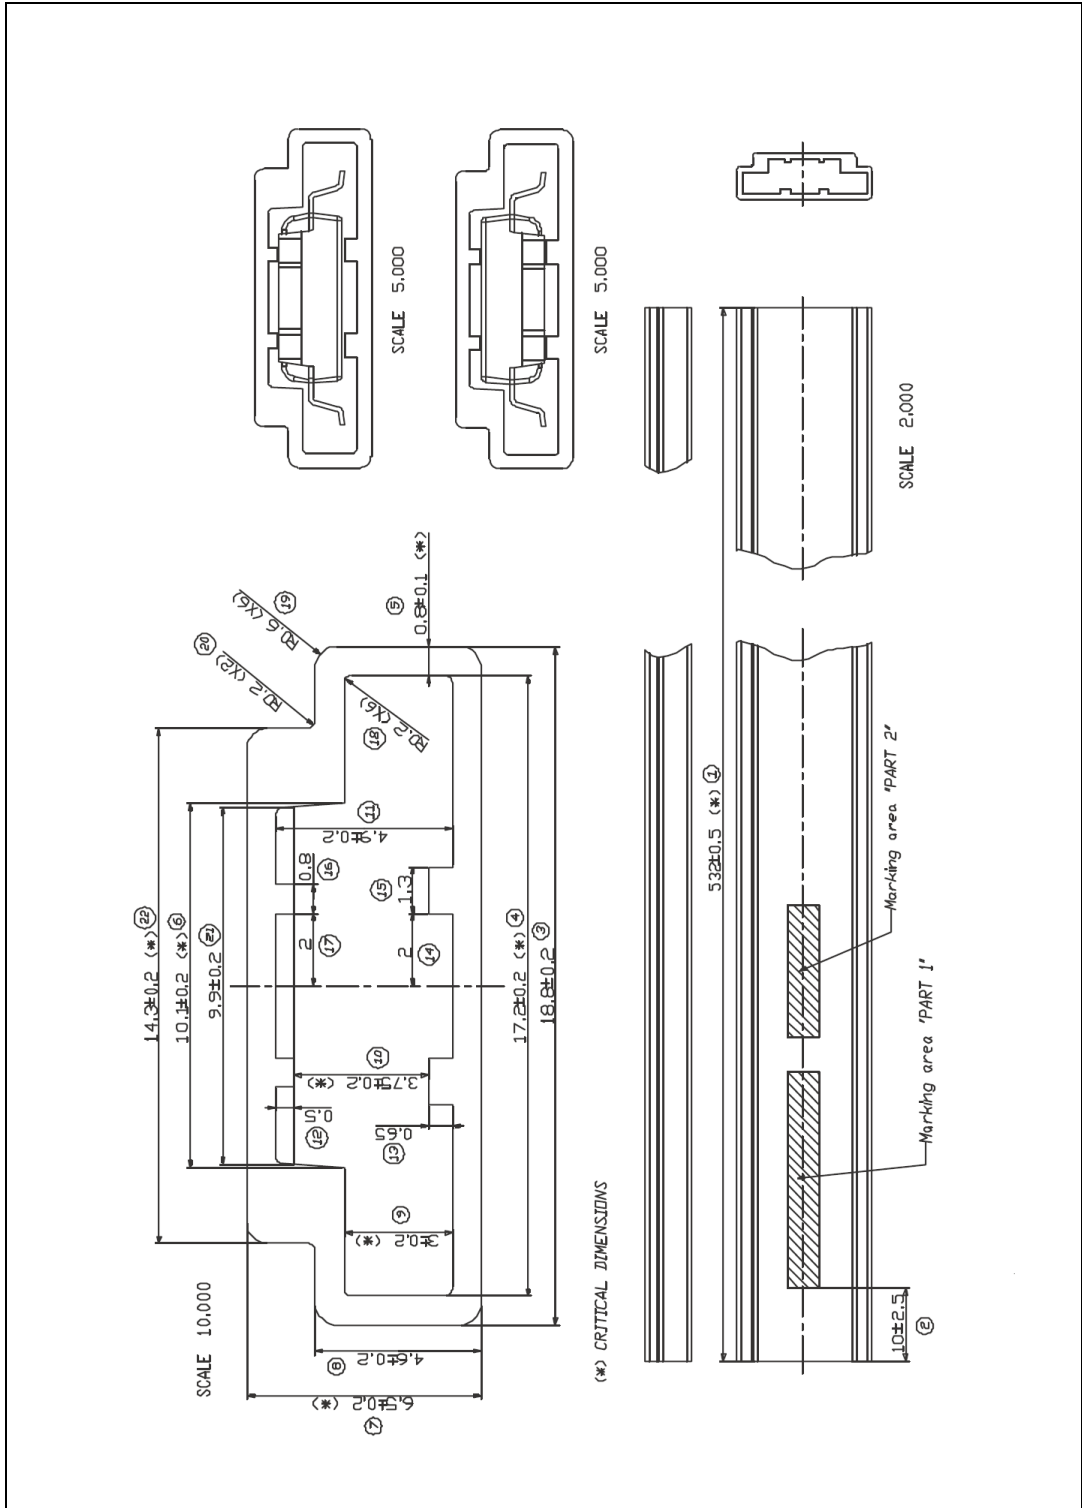 SCALE 5.000
SCALE 5.000
SCALE 2.000
SCALE 10.000
14.3±0.2 (*) 22
10.1±0.2 (*) 6
9.9±0.2 21
R0.2 (X2) 20
R0.6 (X6) 19
R0.2 (X6) 18
0.8±0.1 (*) 5
4.9±0.2 11
0.8 16
2 17
1.3 15
2 14
3.75±0.2 (*) 10
0.5 12
0.65 13
3±0.2 (*) 9
17.2±0.2 (*) 4
18.8±0.2 3
4.6±0.2 8
6.5±0.2 (*) 7
(*) CRITICAL DIMENSIONS
532±0.5 (*) 1
Marking area 'PART 2'
Marking area 'PART 1'
10±2.5 2